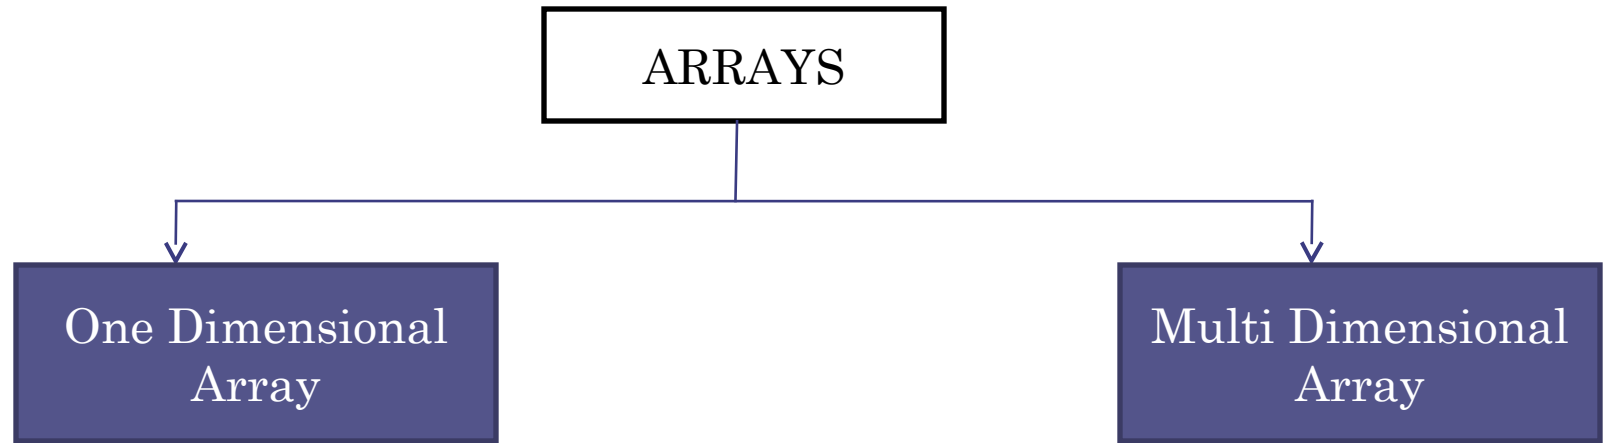 ARRAYS
One Dimensional
Array
Multi Dimensional
Array